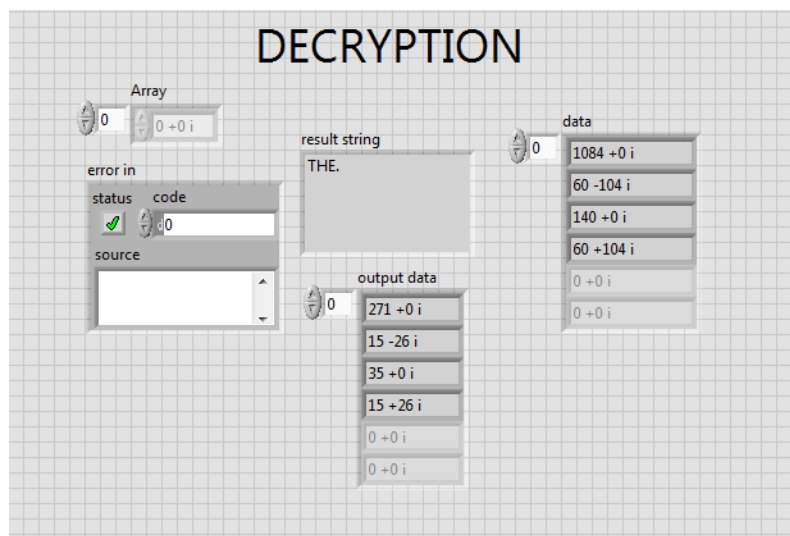 DECRYPTION
Array
0
0 +0 i
error in
status code
d0
source
result string
THE.
output data
0
271 +0 i
15 -26 i
35 +0 i
15 +26 i
0 +0 i
0 +0 i
data
0
1084 +0 i
60 -104 i
140 +0 i
60 +104 i
0 +0 i
0 +0 i